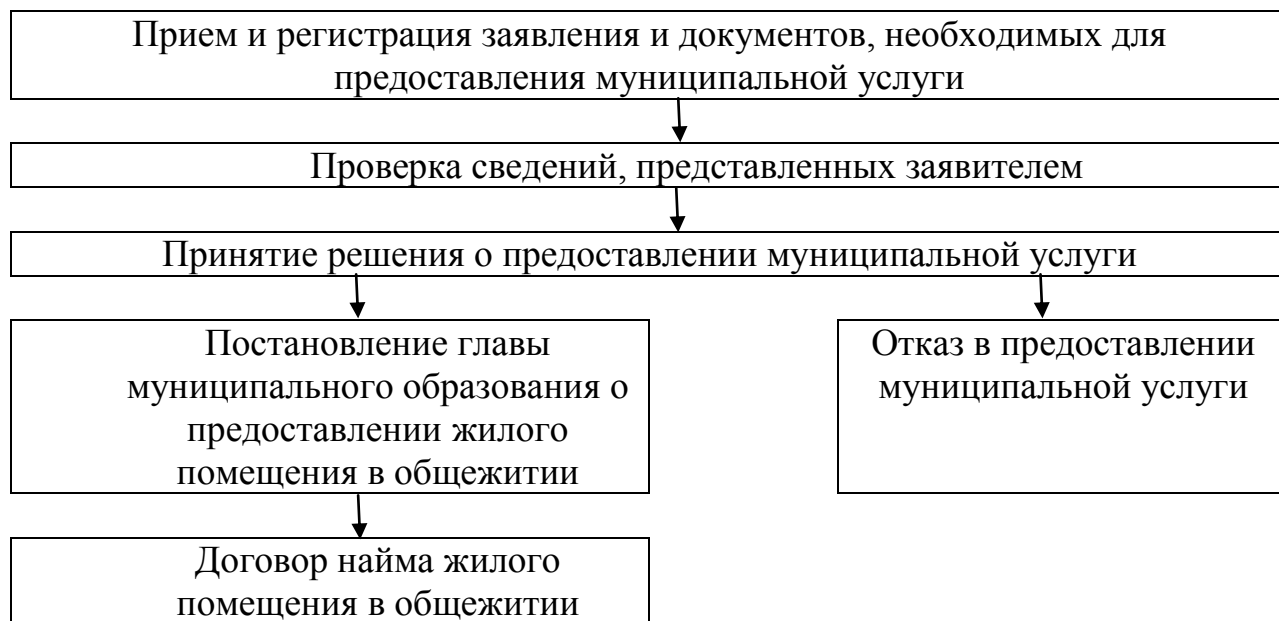 Прием и регистрация заявления и документов, необходимых для
предоставления муниципальной услуги
Проверка сведений, представленных заявителем
Принятие решения о предоставлении муниципальной услуги
Постановление главы
муниципального образования о
предоставлении жилого
помещения в общежитии
Отказ в предоставлении
муниципальной услуги
Договор найма жилого
помещения в общежитии